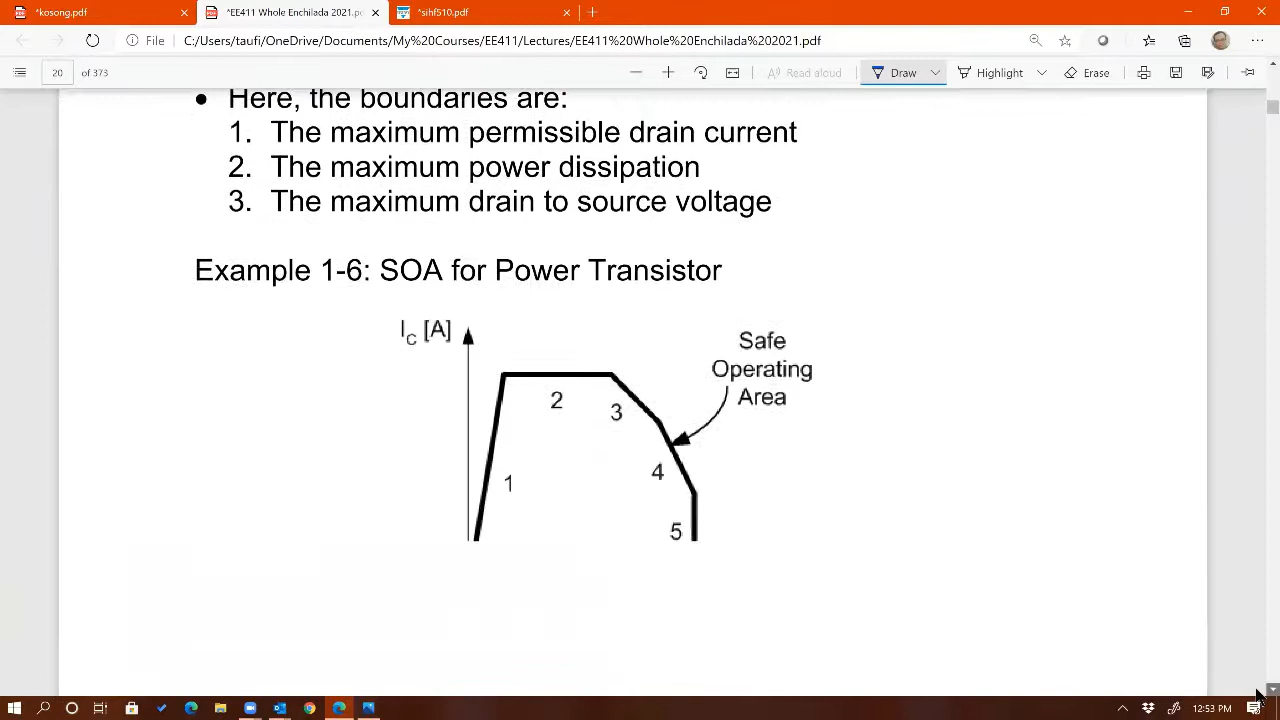 *kosong.pdf
*EE411 Whole Enchilada 2021.po
*sihf510.pdf
File
C:/Users/taufi/OneDrive/Documents/My%20Courses/EE411/Lectures/EE411%20Whole%20Enchilada%202021.pdf
20
of 373
Read aloud
Draw
Highlight
Erase
• Here, the boundaries are:
1. The maximum permissible drain current
2. The maximum power dissipation
3. The maximum drain to source voltage
Example 1-6: SOA for Power Transistor
IC [A]
Safe
Operating
Area
2
3
4
1
5
12:53 PM